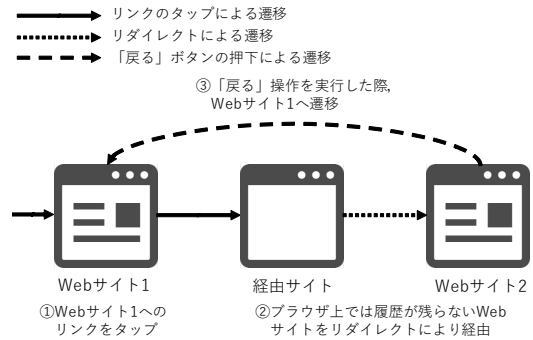 リンクのタップによる遷移
リダイレクトによる遷移
「戻る」ボタンの押下による遷移
③「戻る」操作を実行した際,
Webサイト1へ遷移
Webサイト1
経由サイト
Webサイト2
①Webサイト1への
リンクをタップ
②ブラウザ上では履歴が残らないWeb
サイトをリダイレクトにより経由